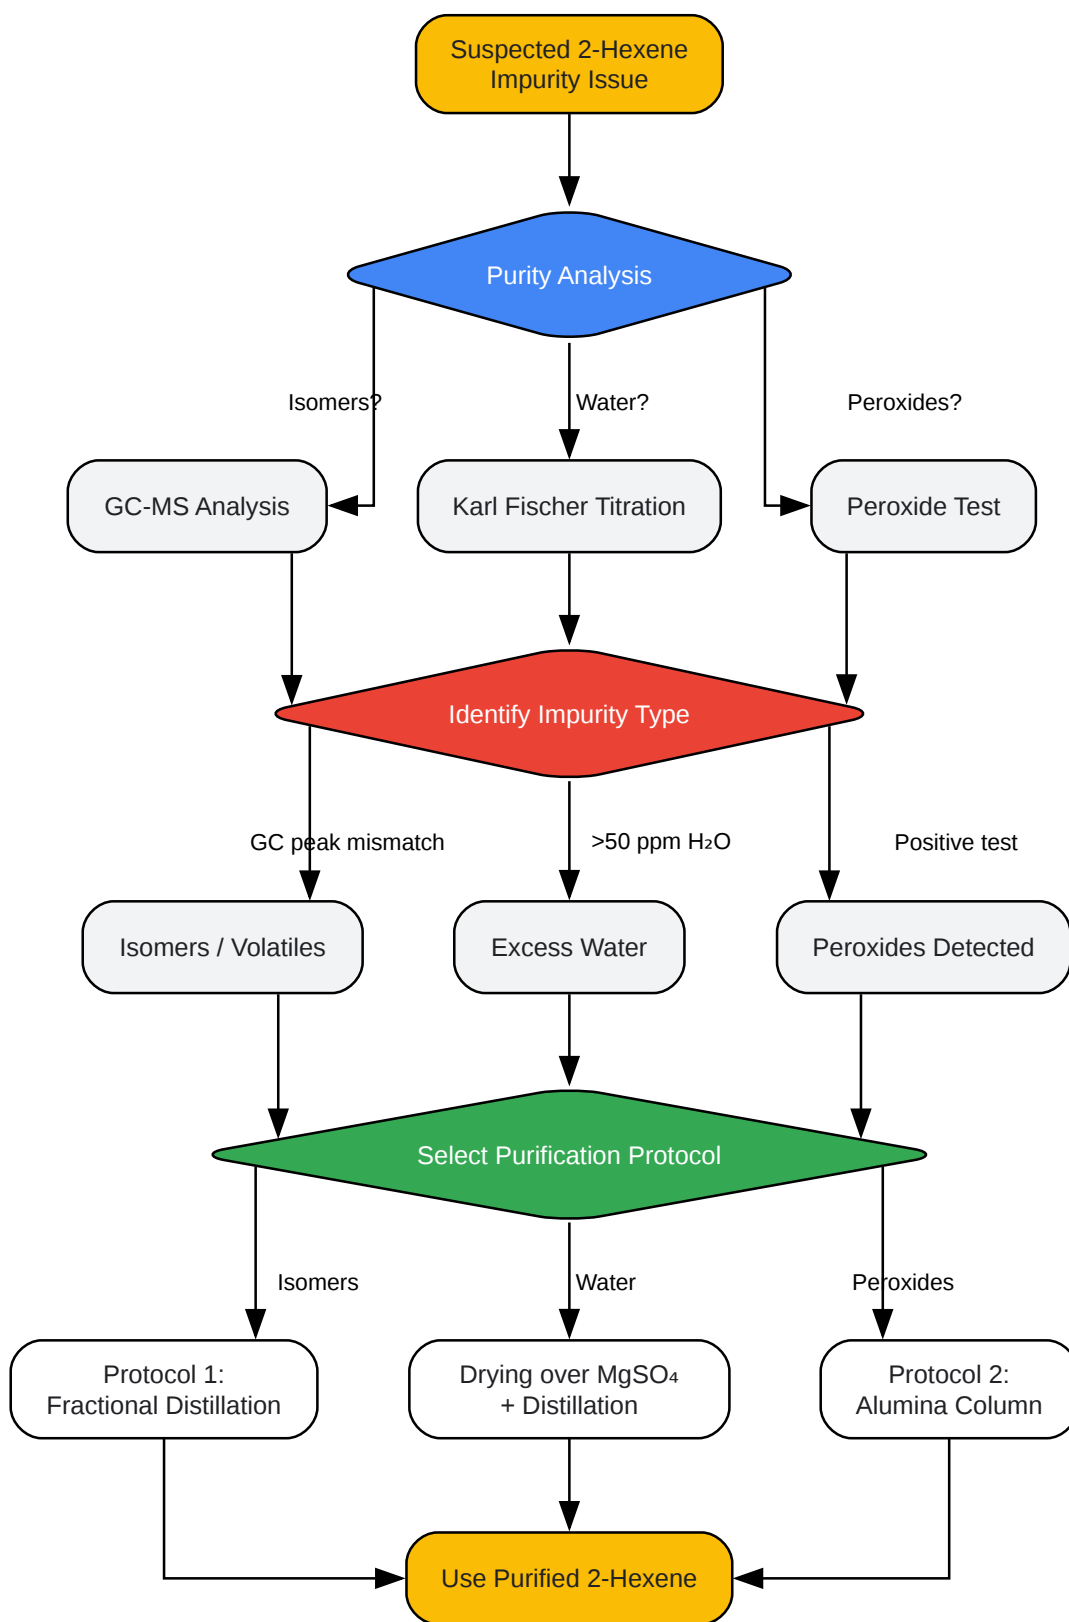 Suspected 2-Hexene
Impurity Issue
Purity Analysis
Isomers?
Water?
Peroxides?
GC-MS Analysis
Karl Fischer Titration
Peroxide Test
Identify Impurity Type
GC peak mismatch
>50 ppm H₂O
Positive test
Isomers / Volatiles
Excess Water
Peroxides Detected
Select Purification Protocol
Isomers
Water
Peroxides
Protocol 1:
Fractional Distillation
Drying over MgSO₄
+ Distillation
Protocol 2:
Alumina Column
Use Purified 2-Hexene